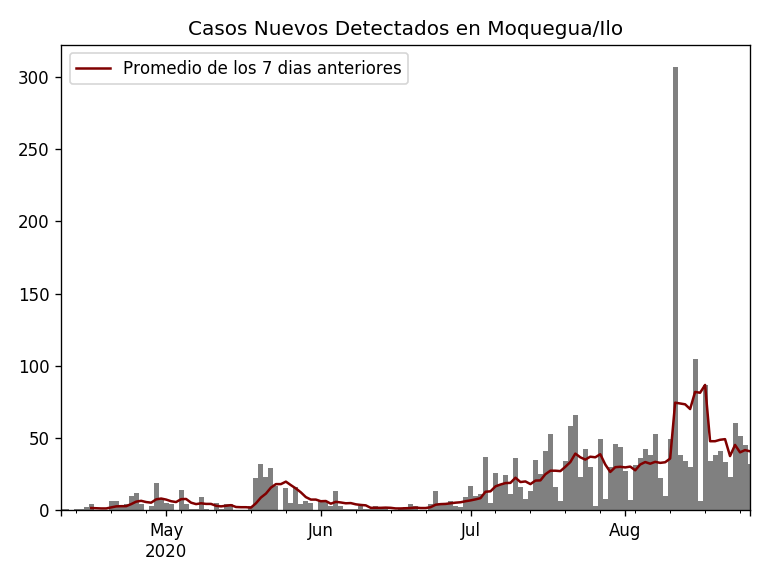 Casos Nuevos Detectados en Moquegua/Ilo
Promedio de los 7 dias anteriores
300
250
200
150
100
50
0
May
2020
Jun
Jul
Aug